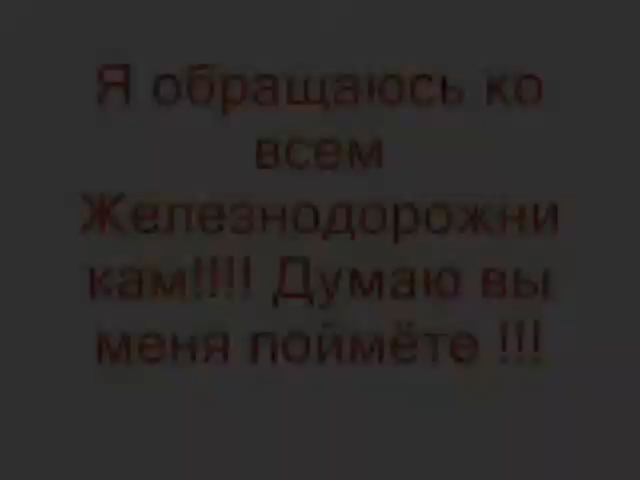 Я обращаюсь ко
всем
Железнодорожни
кам!!!! Думаю вы
меня поймёте !!!